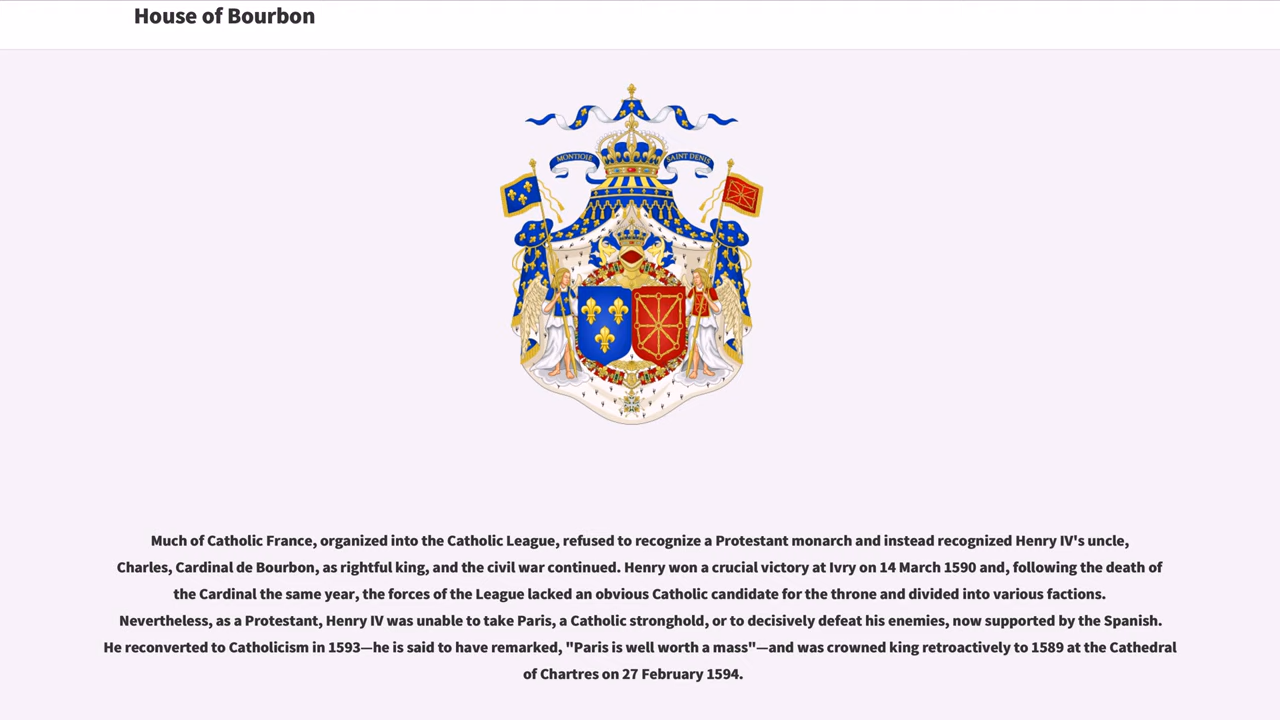 House of Bourbon
MONTJOIE
SAINT DENIS
Much of Catholic France, organized into the Catholic League, refused to recognize a Protestant monarch and instead recognized Henry IV's uncle,
Charles, Cardinal de Bourbon, as rightful king, and the civil war continued. Henry won a crucial victory at Ivry on 14 March 1590 and, following the death of
the Cardinal the same year, the forces of the League lacked an obvious Catholic candidate for the throne and divided into various factions.
Nevertheless, as a Protestant, Henry IV was unable to take Paris, a Catholic stronghold, or to decisively defeat his enemies, now supported by the Spanish.
He reconverted to Catholicism in 1593—he is said to have remarked, "Paris is well worth a mass"—and was crowned king retroactively to 1589 at the Cathedral
of Chartres on 27 February 1594.